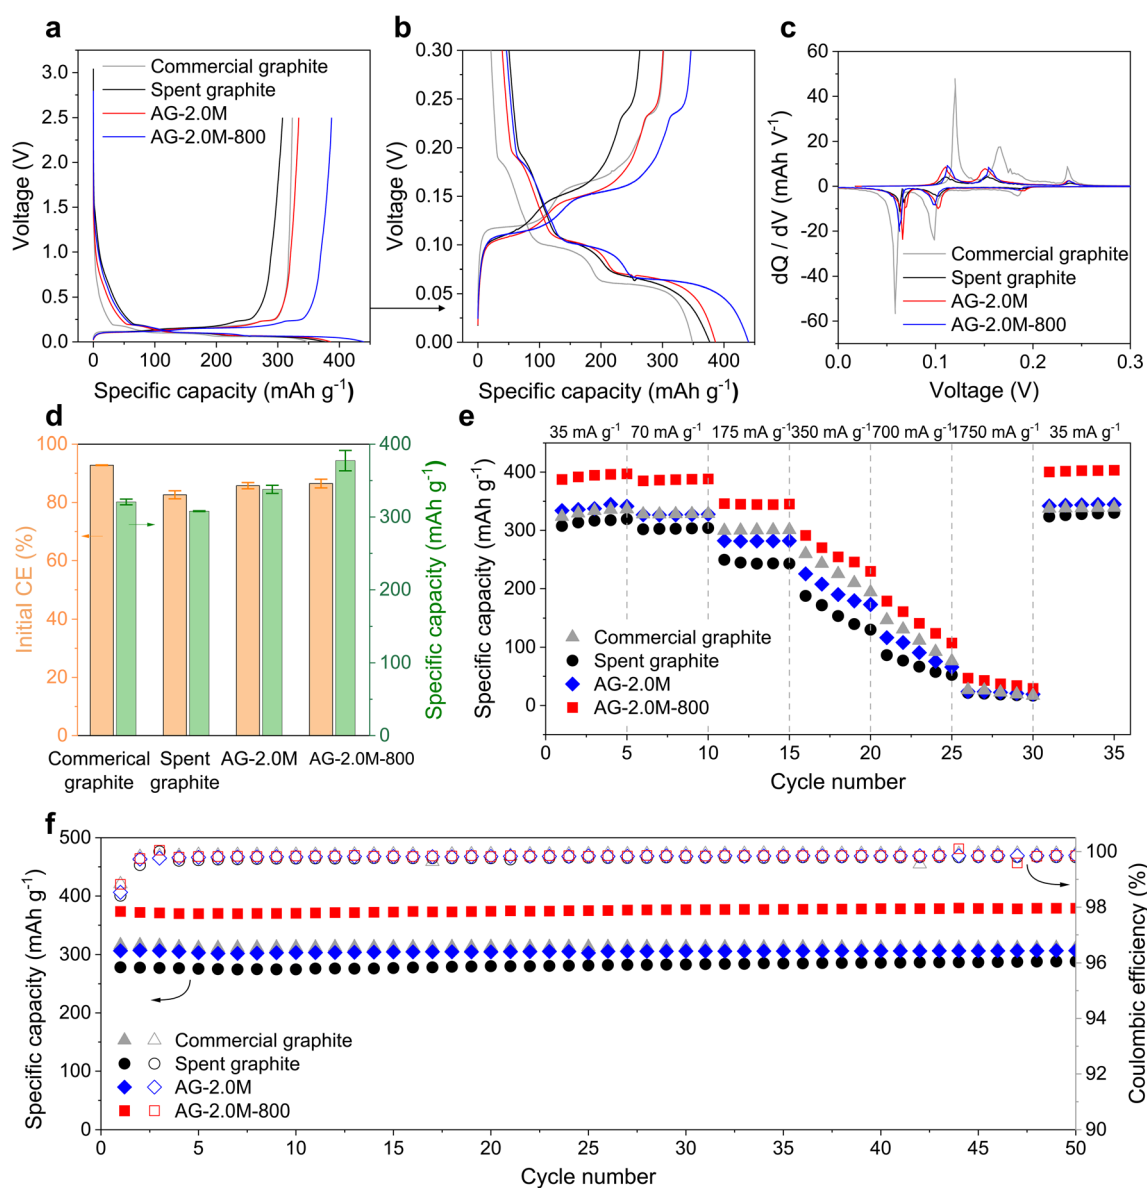 a
Voltage (V)
3.0
2.5
2.0
1.5
1.0
0.5
0.0
Commercial graphite
Spent graphite
AG-2.0M
AG-2.0M-800
0 100 200 300 400
Specific capacity (mAh g-1)
b
Voltage (V)
0.30
0.25
0.20
0.15
0.10
0.05
0.00
0 100 200 300 400
Specific capacity (mAh g-1)
c
dQ / dV (mAh V-1)
60
40
20
0
-20
-40
-60
Commercial graphite
Spent graphite
AG-2.0M
AG-2.0M-800
0.0 0.1 0.2 0.3
Voltage (V)
d
Initial CE (%)
100
80
60
40
20
0
400
300
200
100
0
Specific capacity (mAh g-1)
Commerical graphite
Spent graphite
AG-2.0M
AG-2.0M-800
e
35 mA g-1 70 mA g-1 175 mA g-1 350 mA g-1 700 mA g-1 1750 mA g-1 35 mA g-1
Specific capacity (mAh g-1)
400
300
200
100
0
Commercial graphite
Spent graphite
AG-2.0M
AG-2.0M-800
0 5 10 15 20 25 30 35
Cycle number
f
Specific capacity (mAh g-1)
500
400
300
200
100
0
Commercial graphite
Spent graphite
AG-2.0M
AG-2.0M-800
100
98
96
94
92
90
Coulombic efficiency (%)
0 5 10 15 20 25 30 35 40 45 50
Cycle number